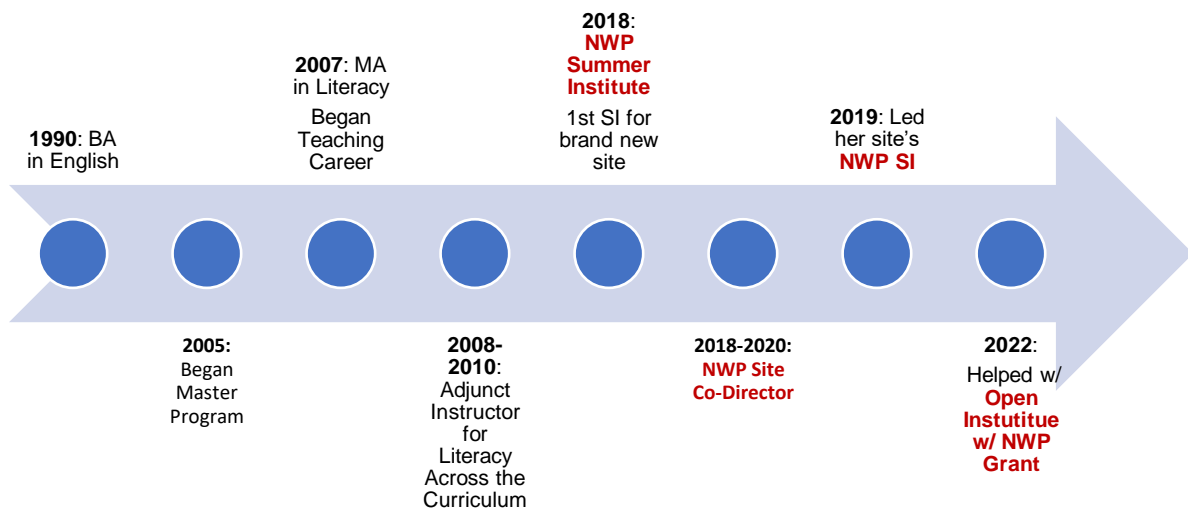 1990: BA
in English
2005:
Began
Master
Program
2007: MA
in Literacy
Began
Teaching
Career
2008-
2010:
Adjunct
Instructor
for
Literacy
Across the
Curriculum
2018:
NWP
Summer
Institute
1st SI for
brand new
site
2018-2020:
NWP Site
Co-Director
2019: Led
her site's
NWP SI
2022:
Helped w/
Open
Instutitue
w/ NWP
Grant